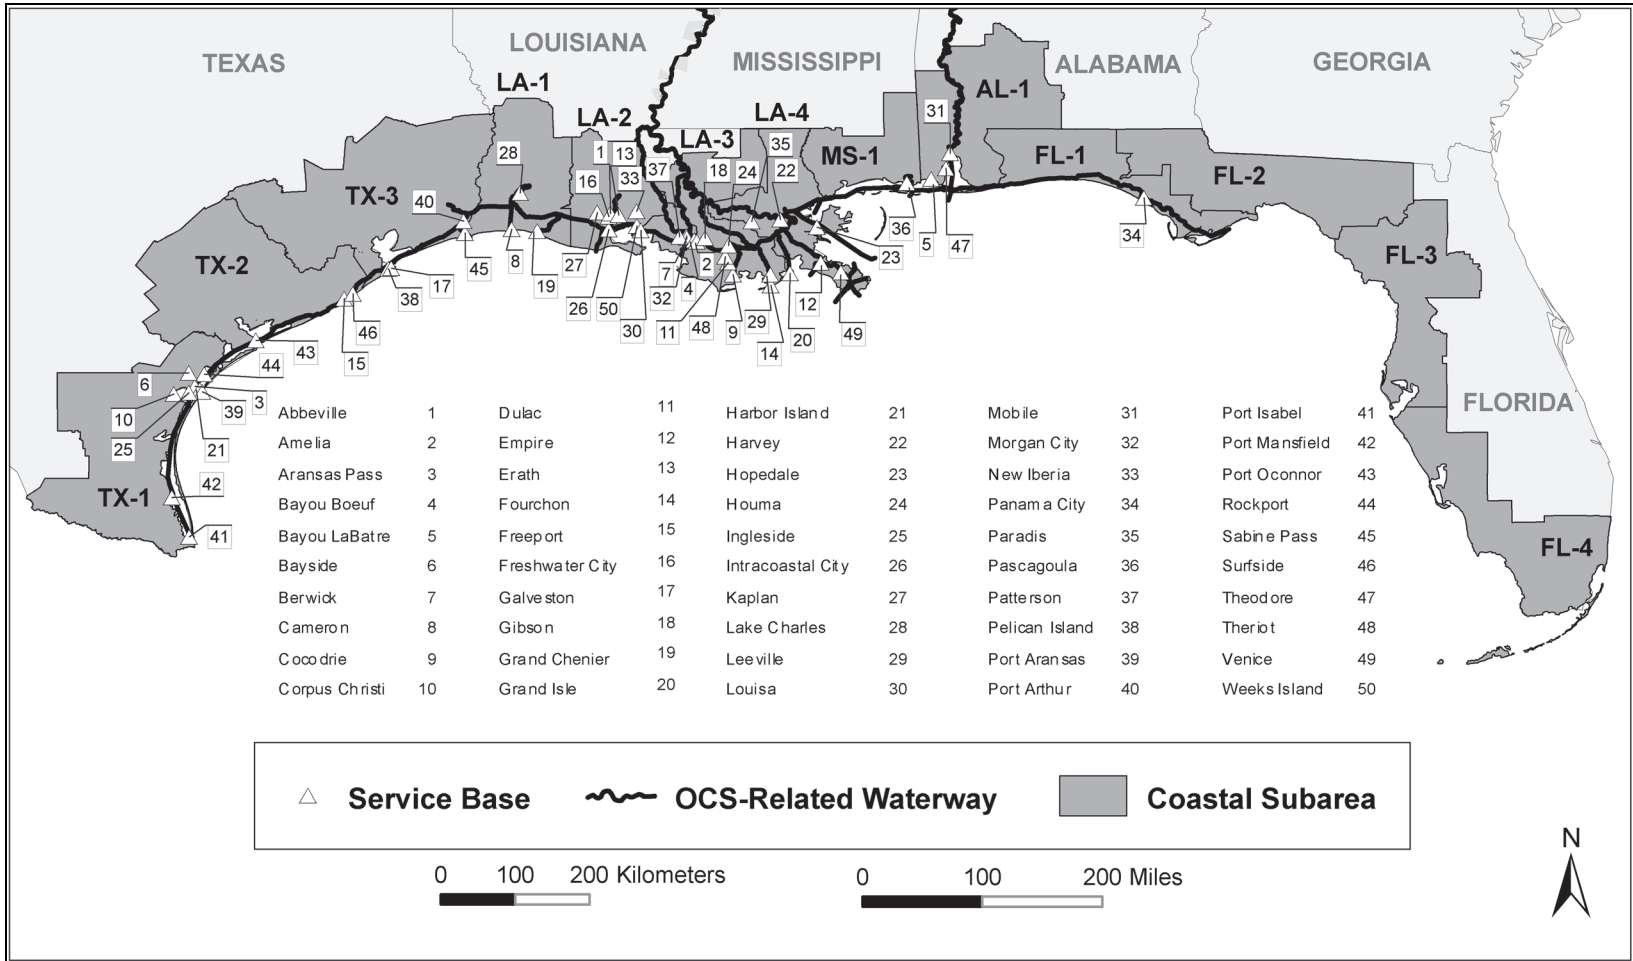 TEXAS
LOUISIANA
MISSISSIPPI
ALABAMA
GEORGIA
FLORIDA
LA-1
LA-2
LA-3
LA-4
MS-1
AL-1
FL-1
FL-2
FL-3
FL-4
TX-3
TX-2
TX-1
28
1
13
16
33
37
18
24
35
22
31
40
45
8
19
27
26
50
30
32
7
4
2
11
48
9
29
14
20
12
49
23
36
5
47
34
17
38
46
15
43
44
6
10
25
3
39
21
42
41
Abbeville 1 Dulac 11 Harbor Island 21 Mobile 31 Port Isabel 41
Amelia 2 Empire 12 Harvey 22 Morgan City 32 Port Mansfield 42
Aransas Pass 3 Erath 13 Hopedale 23 New Iberia 33 Port Oconnor 43
Bayou Boeuf 4 Fourchon 14 Houma 24 Panama City 34 Rockport 44
Bayou LaBatre 5 Freeport 15 Ingleside 25 Paradis 35 Sabine Pass 45
Bayside 6 Freshwater City 16 Intracoastal City 26 Pascagoula 36 Surfside 46
Berwick 7 Galveston 17 Kaplan 27 Patterson 37 Theodore 47
Cameron 8 Gibson 18 Lake Charles 28 Pelican Island 38 Theriot 48
Cocodrie 9 Grand Chenier 19 Leeville 29 Port Aransas 39 Venice 49
Corpus Christi 10 Grand Isle 20 Louisa 30 Port Arthur 40 Weeks Island 50
Service Base OCS-Related Waterway Coastal Subarea
0 100 200 Kilometers
0 100 200 Miles
N